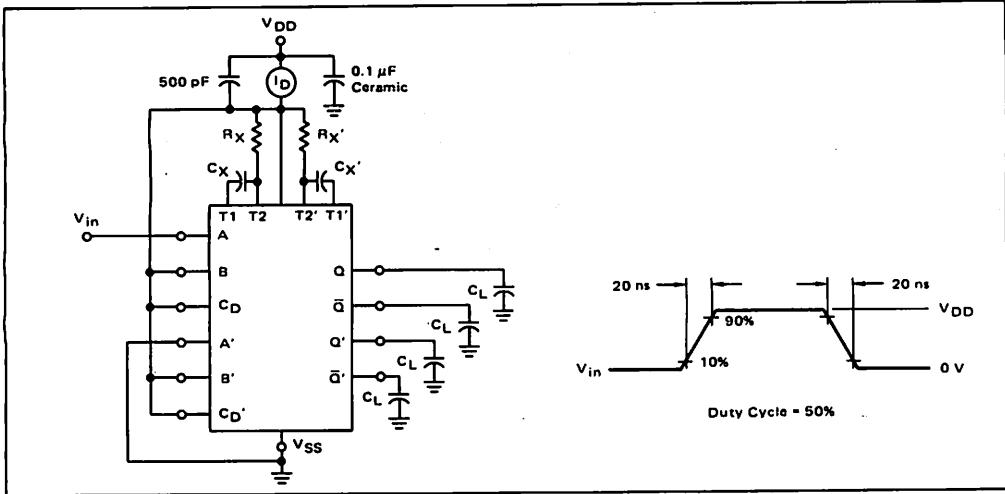 V_DD
500 pF
I_D
0.1 µF
Ceramic
R_X
R_X'
C_X
C_X'
T1 T2 T2' T1'
V_in
A
B
C_D
A'
B'
C_D'
Q
Q̅
Q'
Q̅'
C_L
C_L
C_L
C_L
V_SS
20 ns
20 ns
V_DD
90%
10%
V_in
0 V
Duty Cycle = 50%